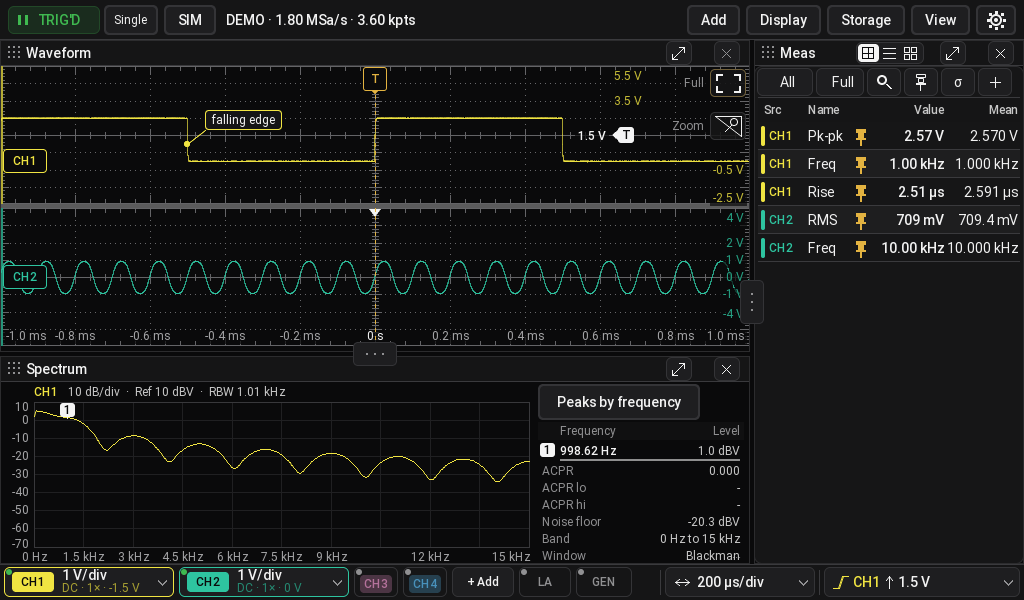 TRIG'D Single SIM DEMO · 1.80 MSa/s · 3.60 kpts Add Display Storage View
Waveform
T
5.5 V
Full
3.5 V
falling edge
Zoom
1.5 V T
CH1
-0.5 V
-2.5 V
4 V
2 V
1 V
CH2
0 V
-1 V
-4 V
-1.0 ms -0.8 ms -0.6 ms -0.4 ms -0.2 ms 0 s 0.2 ms 0.4 ms 0.6 ms 0.8 ms 1.0 ms
Meas
All Full σ
Src Name Value Mean
CH1 Pk-pk 2.57 V 2.570 V
CH1 Freq 1.00 kHz 1.000 kHz
CH1 Rise 2.51 µs 2.591 µs
CH2 RMS 709 mV 709.4 mV
CH2 Freq 10.00 kHz 10.000 kHz
Spectrum
CH1 10 dB/div · Ref 10 dBV · RBW 1.01 kHz
1
10
0
-10
-20
-30
-40
-50
-60
-70
0 Hz 1.5 kHz 3 kHz 4.5 kHz 6 kHz 7.5 kHz 9 kHz 12 kHz 15 kHz
Peaks by frequency
Frequency Level
1 998.62 Hz 1.0 dBV
ACPR 0.000
ACPR lo -
ACPR hi -
Noise floor -20.3 dBV
Band 0 Hz to 15 kHz
Window Blackman
CH1 1 V/div
DC · 1× · -1.5 V
CH2 1 V/div
DC · 1× · 0 V
CH3 CH4 + Add LA GEN 200 µs/div CH1 1.5 V